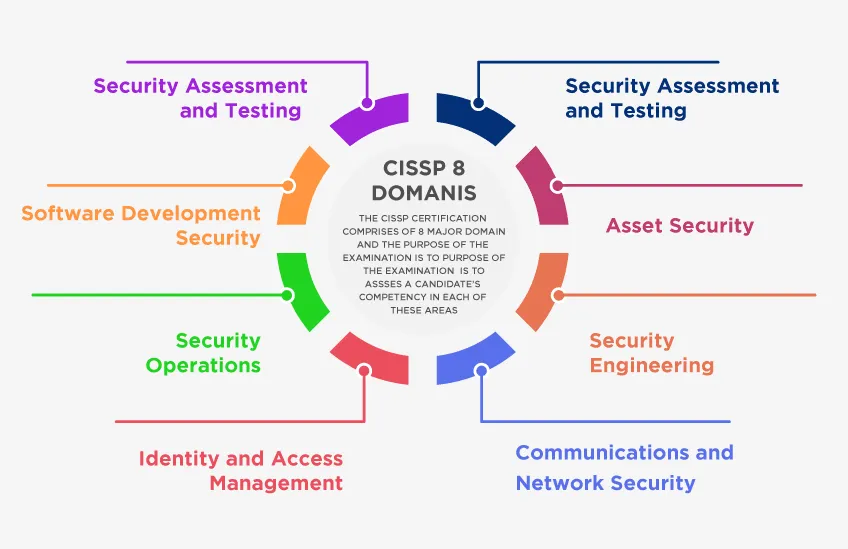 Security Assessment
and Testing
Security Assessment
and Testing
Software Development
Security
Asset Security
Security
Operations
Security
Engineering
Identity and Access
Management
Communications and
Network Security
CISSP 8
DOMANIS
THE CISSP CERTIFICATION
COMPRISES OF 8 MAJOR DOMAIN
AND THE PURPOSE OF THE
EXAMINATION IS TO PURPOSE OF
THE EXAMINATION IS TO
ASSSES A CANDIDATE'S
COMPETENCY IN EACH OF
THESE AREAS